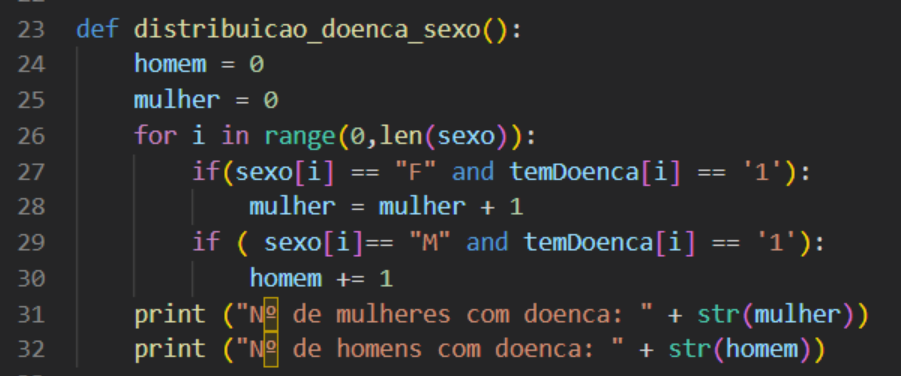 23 def distribuicao_doenca_sexo():
24     homem = 0
25     mulher = 0
26     for i in range(0,len(sexo)):
27         if(sexo[i] == "F" and temDoenca[i] == '1'):
28             mulher = mulher + 1
29         if ( sexo[i]== "M" and temDoenca[i] == '1'):
30             homem += 1
31     print ("Nº de mulheres com doenca: " + str(mulher))
32     print ("Nº de homens com doenca: " + str(homem))